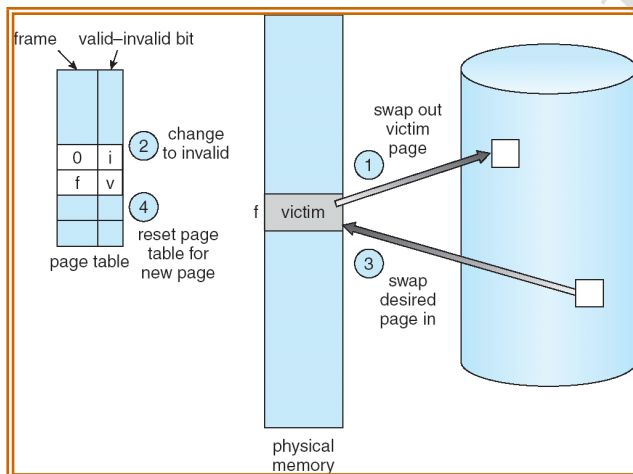 frame
valid–invalid bit
0 i
f v
2
change
to invalid
4
reset page
table for
new page
page table
f
victim
physical
memory
swap out
victim
page
1
3
swap
desired
page in